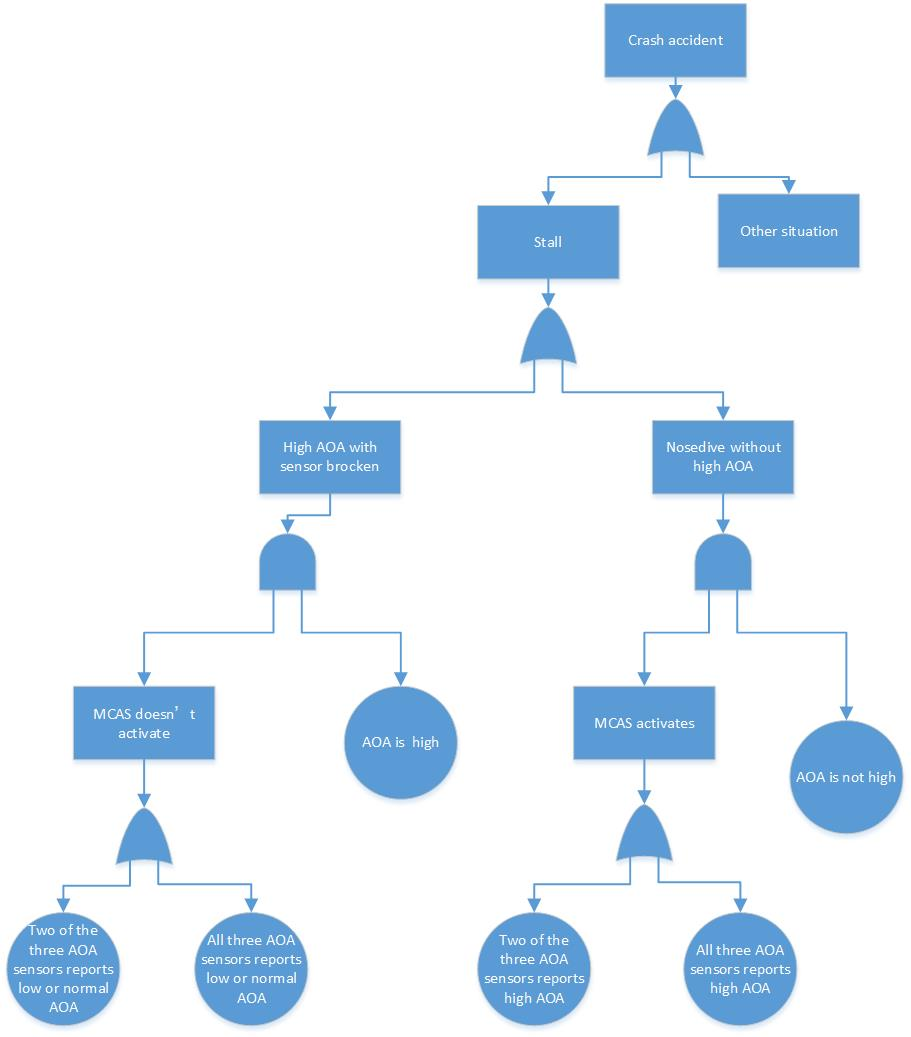 Crash accident
Stall
Other situation
High AOA with
sensor brocken
Nosedive without
high AOA
MCAS doesn’t
activate
AOA is high
MCAS activates
AOA is not high
Two of the
three AOA
sensors reports
low or normal
AOA
All three AOA
sensors reports
low or normal
AOA
Two of the
three AOA
sensors reports
high AOA
All three AOA
sensors reports
high AOA